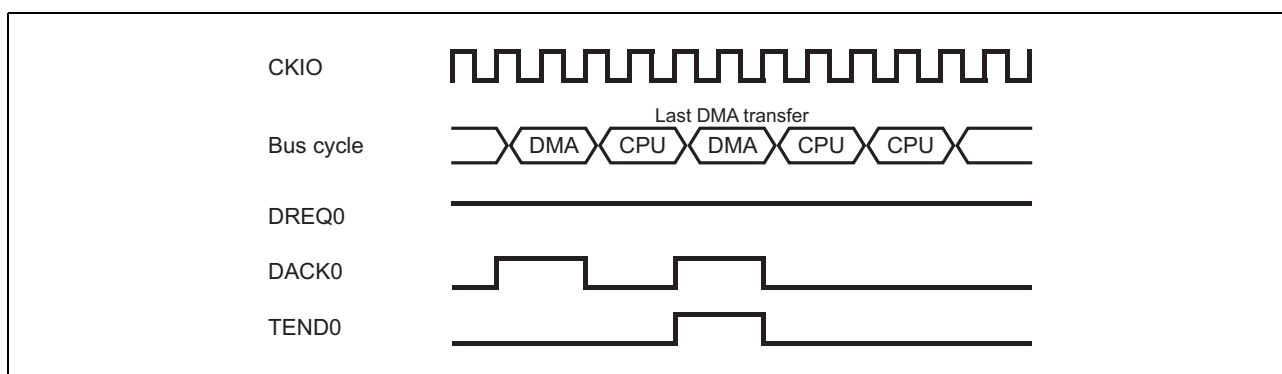 CKIO
Last DMA transfer
Bus cycle DMA CPU DMA CPU CPU
DREQ0
DACK0
TEND0